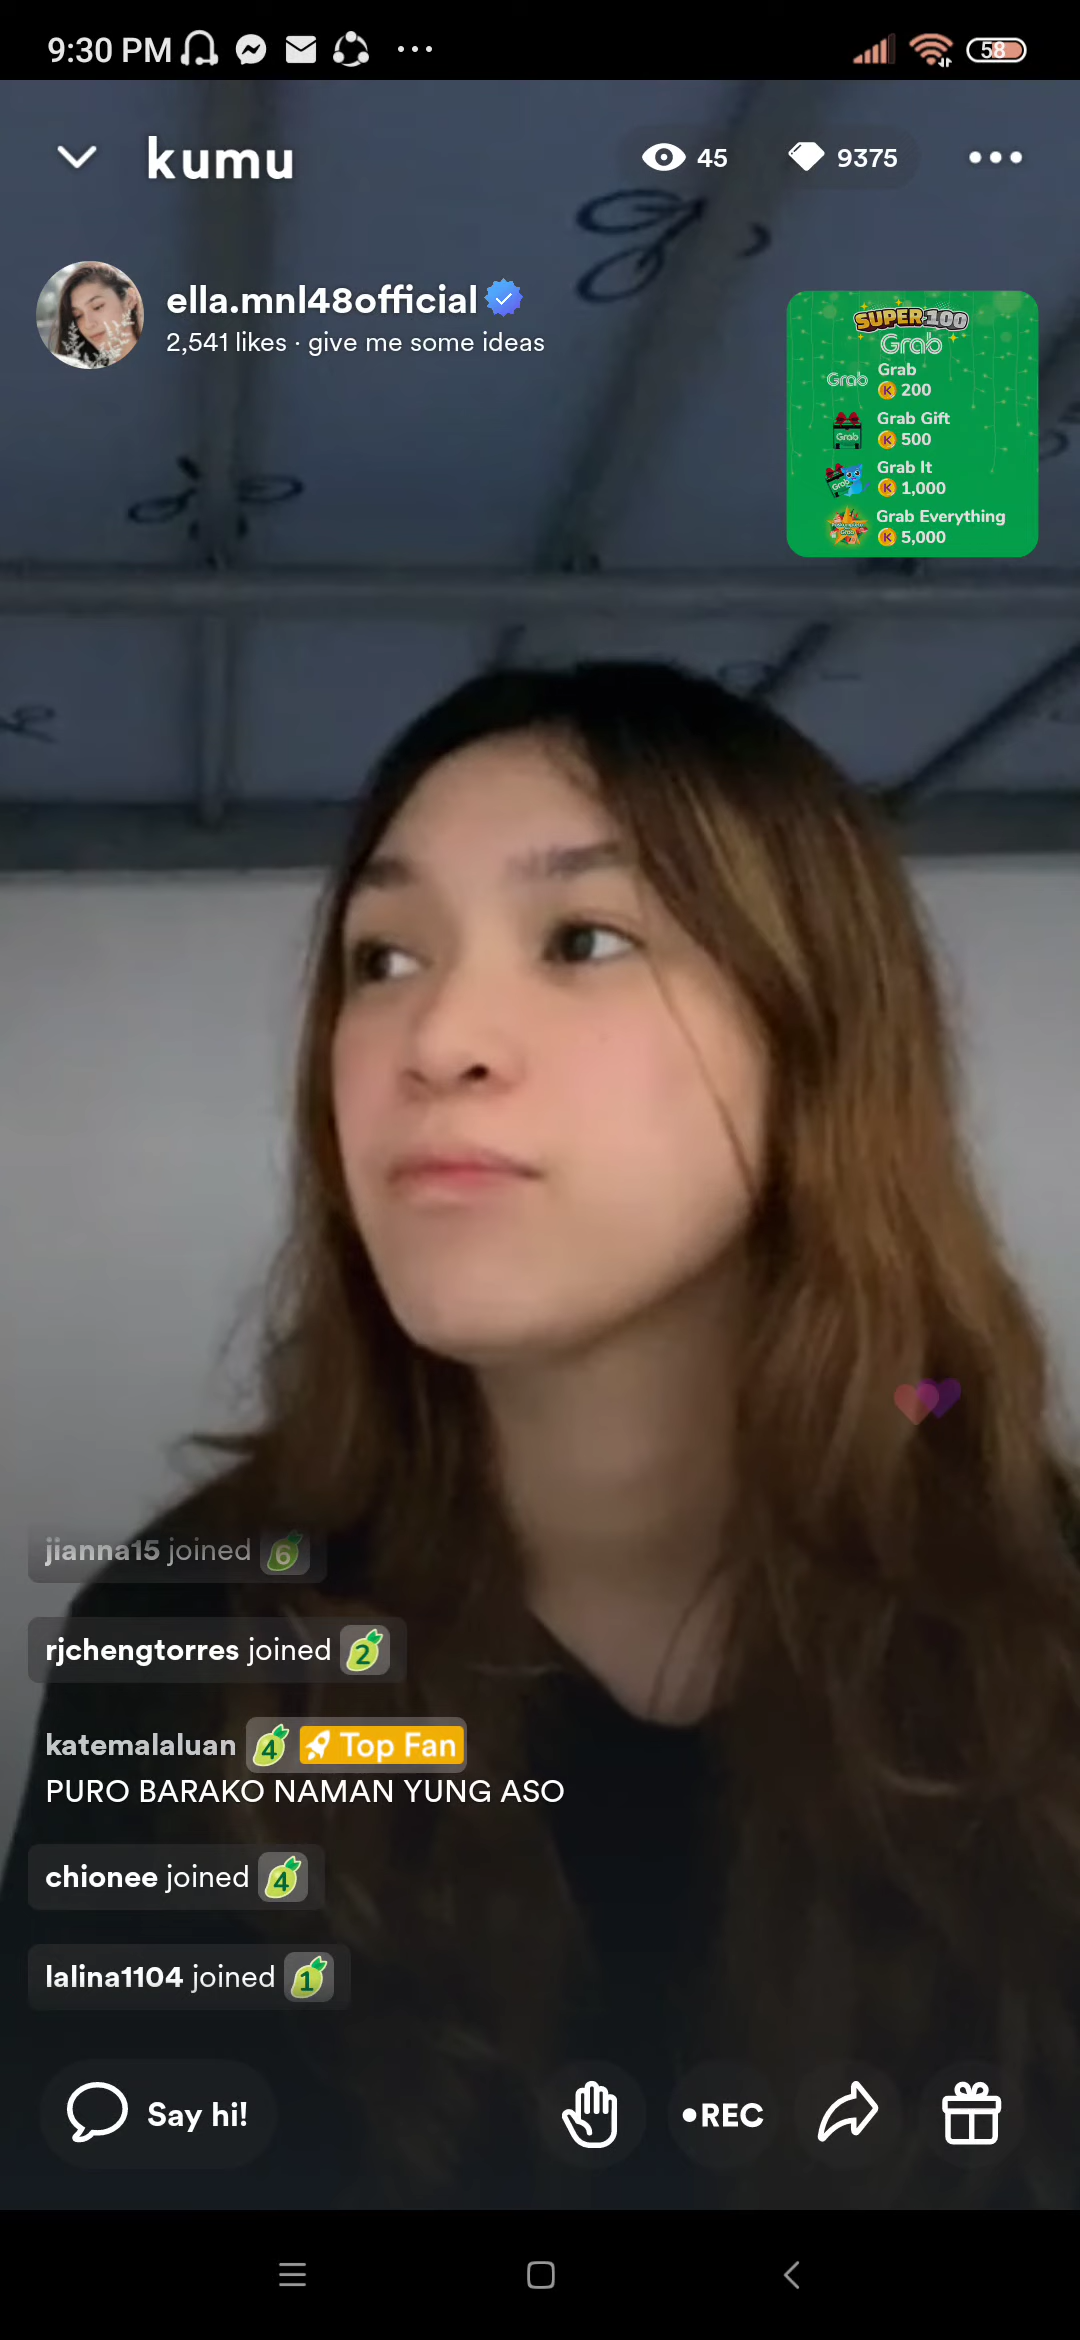 9:30 PM
58
kumu
45
9375
ella.mnl48official
2,541 likes · give me some ideas
SUPER 100
Grab
Grab
Grab
K 200
Grab
Grab Gift
K 500
Grab
Grab It
K 1,000
Grab Everything
K 5,000
jianna15 joined 6
rjchengtorres joined 2
katemalaluan 4 Top Fan
PURO BARAKO NAMAN YUNG ASO
chionee joined 4
lalina1104 joined 1
Say hi!
•REC